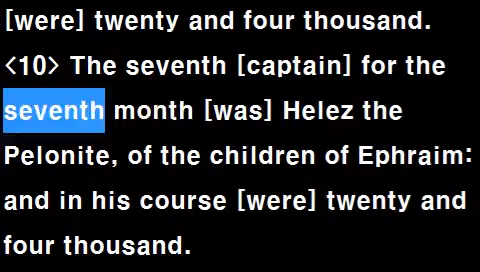 [were] twenty and four thousand.
<10> The seventh [captain] for the
seventh month [was] Helez the
Pelonite, of the children of Ephraim:
and in his course [were] twenty and
four thousand.